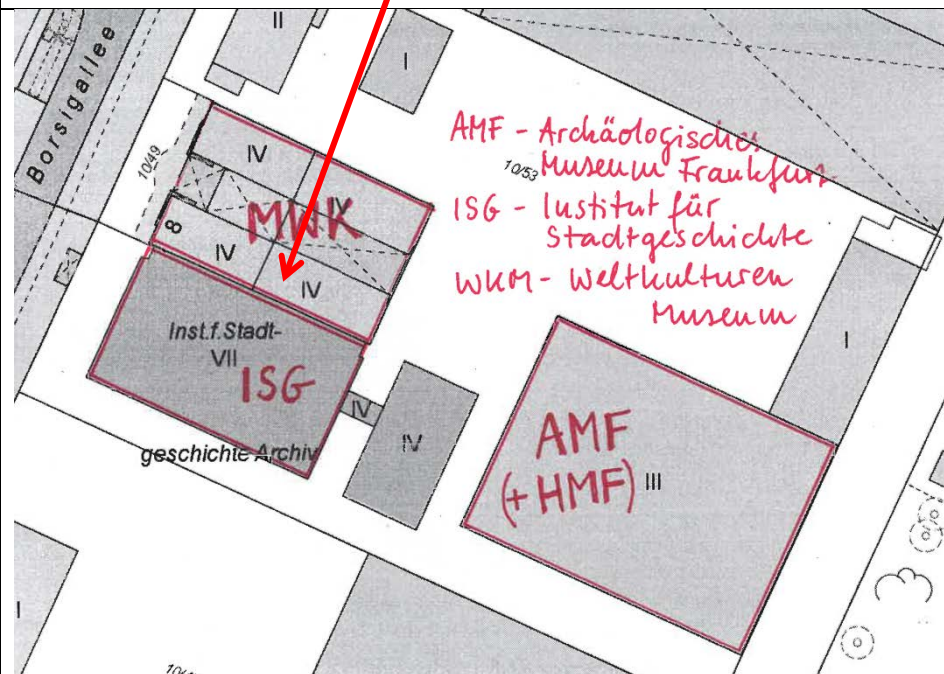 II
I
Borsigallee
10/49
IV
AMF - Archäologisches
Museum Frankfurt
10/53
ISG - Institut für
Stadtgeschichte
WKM - Weltkulturen
Museum
IV
MWK
8
IV
IV
Inst.f.Stadt-
VII
ISG
geschichte Archiv
IV
IV
AMF
(+HMF)
III
I
I